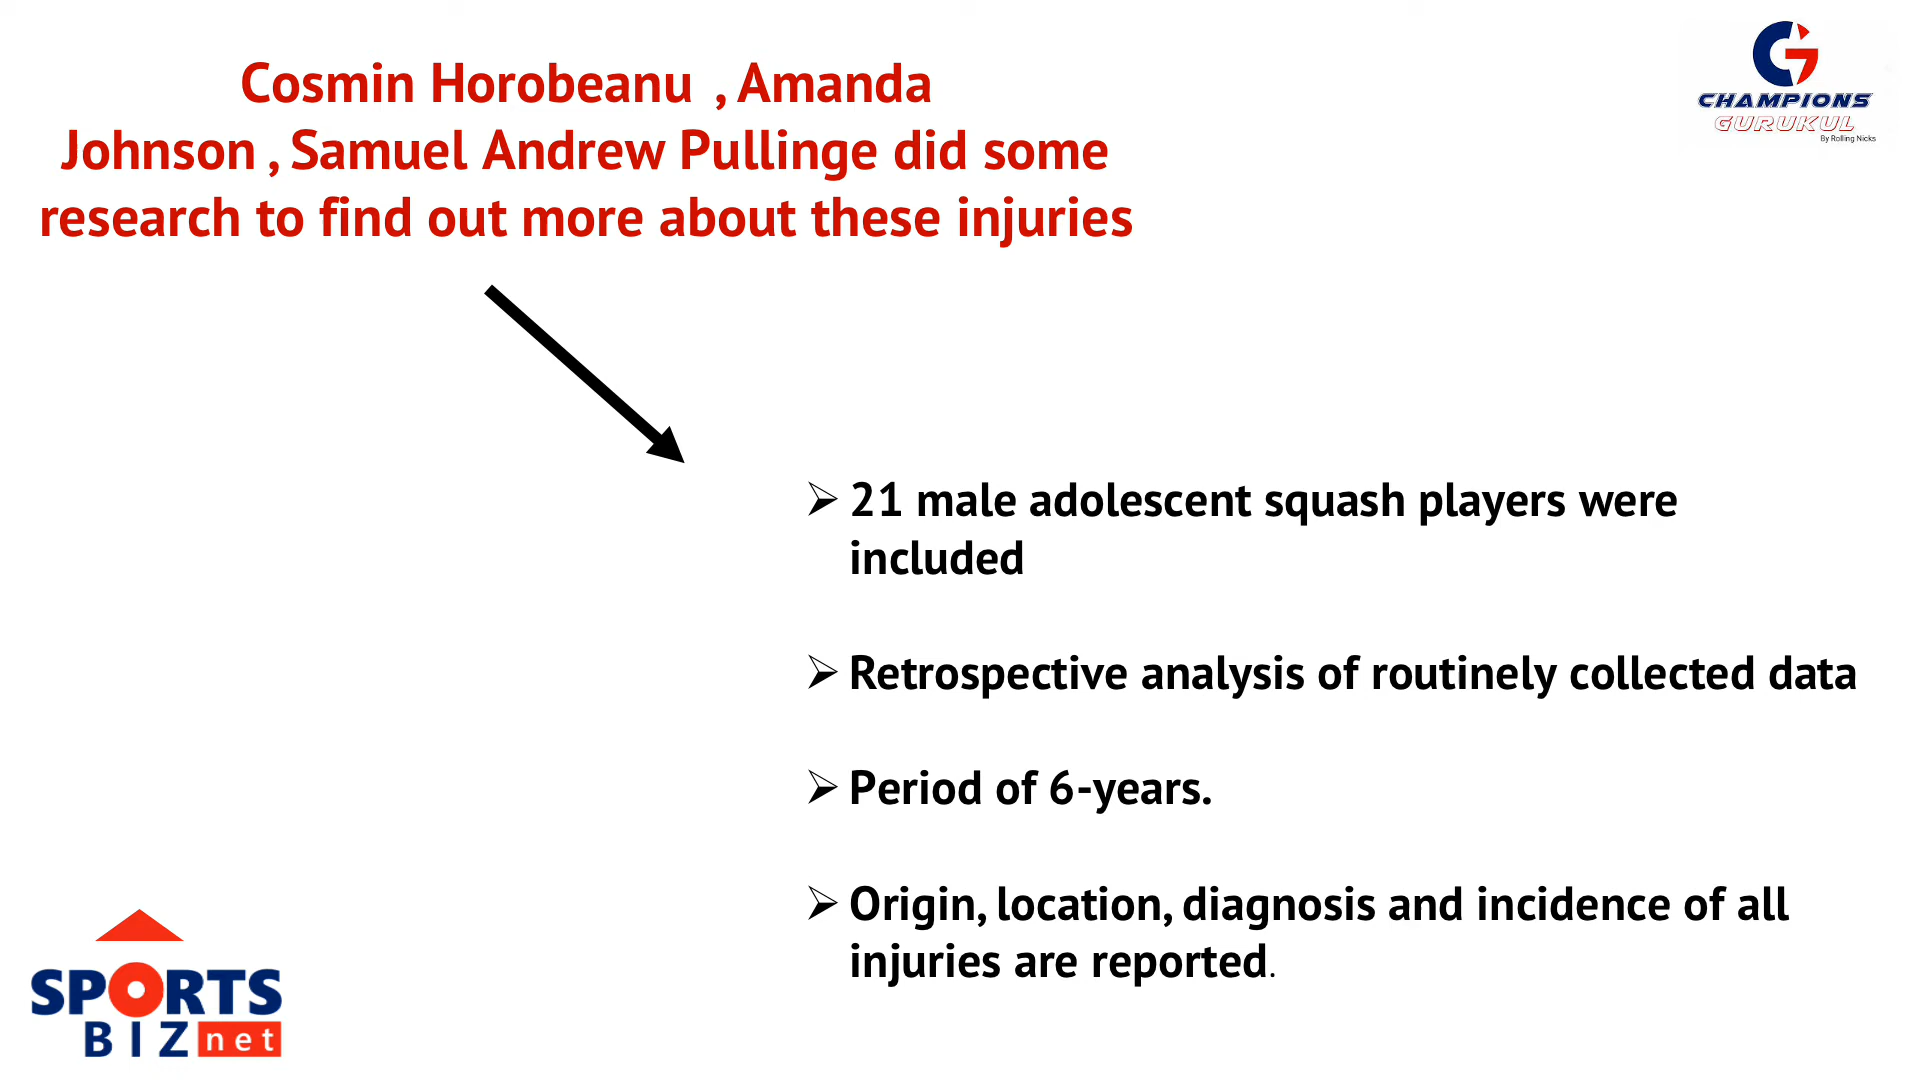 Cosmin Horobeanu , Amanda
Johnson , Samuel Andrew Pullinge did some
research to find out more about these injuries
CHAMPIONS
GURUKUL
By Rolling Nicks
21 male adolescent squash players were
included
Retrospective analysis of routinely collected data
Period of 6-years.
Origin, location, diagnosis and incidence of all
injuries are reported.
SPORTS
BIZ net